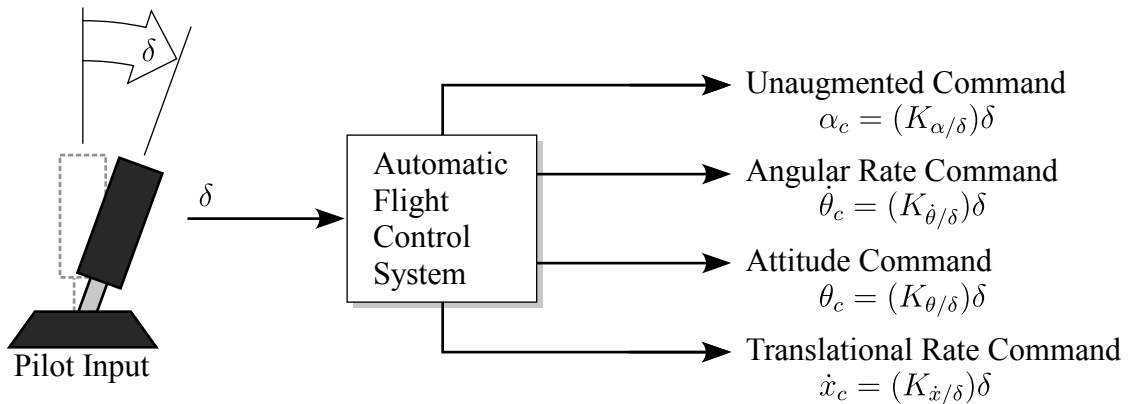 δ
Pilot Input
δ
Automatic
Flight
Control
System
Unaugmented Command
α_c = (K_{α/δ})δ
Angular Rate Command
θ̇_c = (K_{θ̇/δ})δ
Attitude Command
θ_c = (K_{θ/δ})δ
Translational Rate Command
ẋ_c = (K_{ẋ/δ})δ